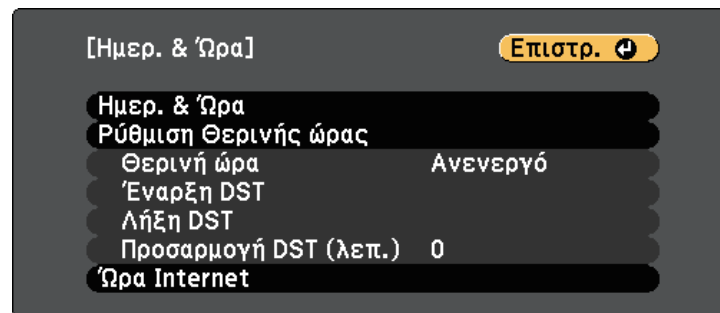 [Ημερ. & Ώρα] Επιστρ.
Ημερ. & Ώρα
Ρύθμιση Θερινής ώρας
Θερινή ώρα Ανενεργό
Έναρξη DST
Λήξη DST
Προσαρμογή DST (λεπ.) 0
Ώρα Internet